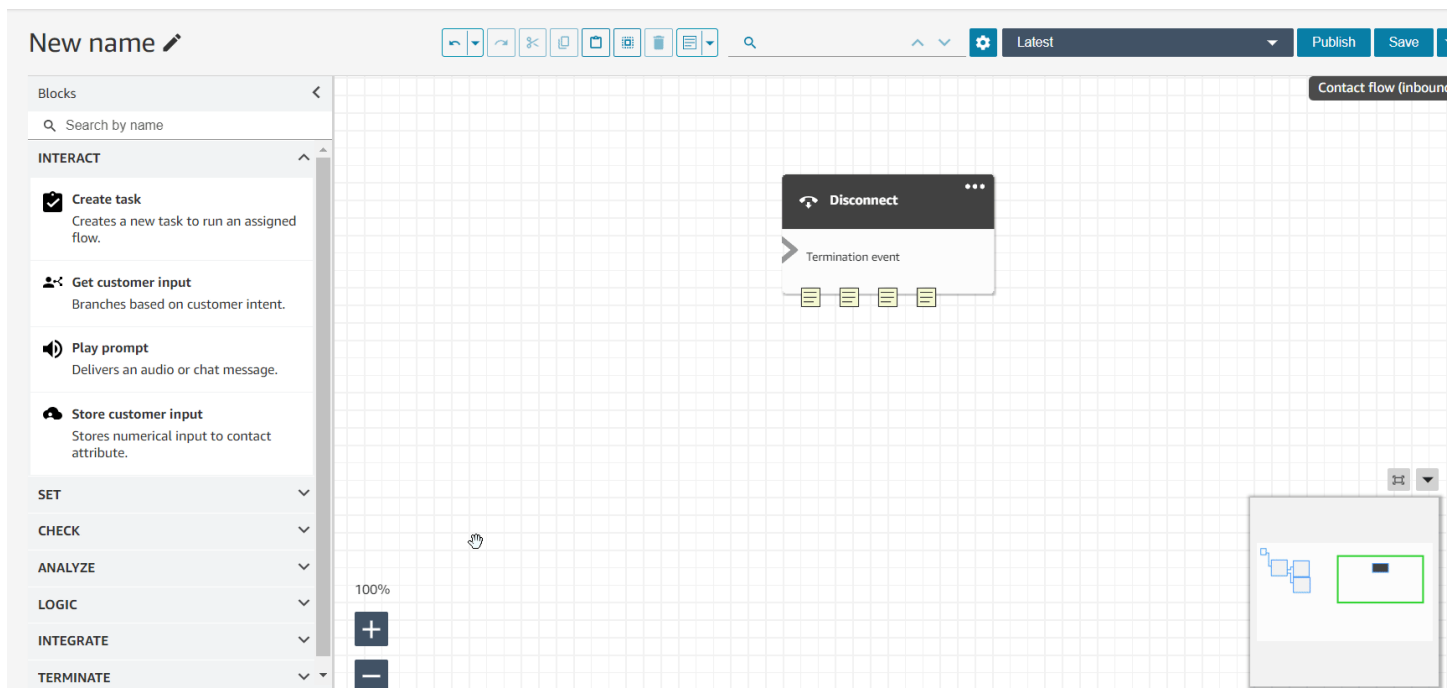 New name
Latest
Publish
Save
Contact flow (inboun
Blocks
Search by name
INTERACT
Create task
Creates a new task to run an assigned
flow.
Get customer input
Branches based on customer intent.
Play prompt
Delivers an audio or chat message.
Store customer input
Stores numerical input to contact
attribute.
SET
CHECK
ANALYZE
LOGIC
INTEGRATE
TERMINATE
Disconnect
Termination event
100%